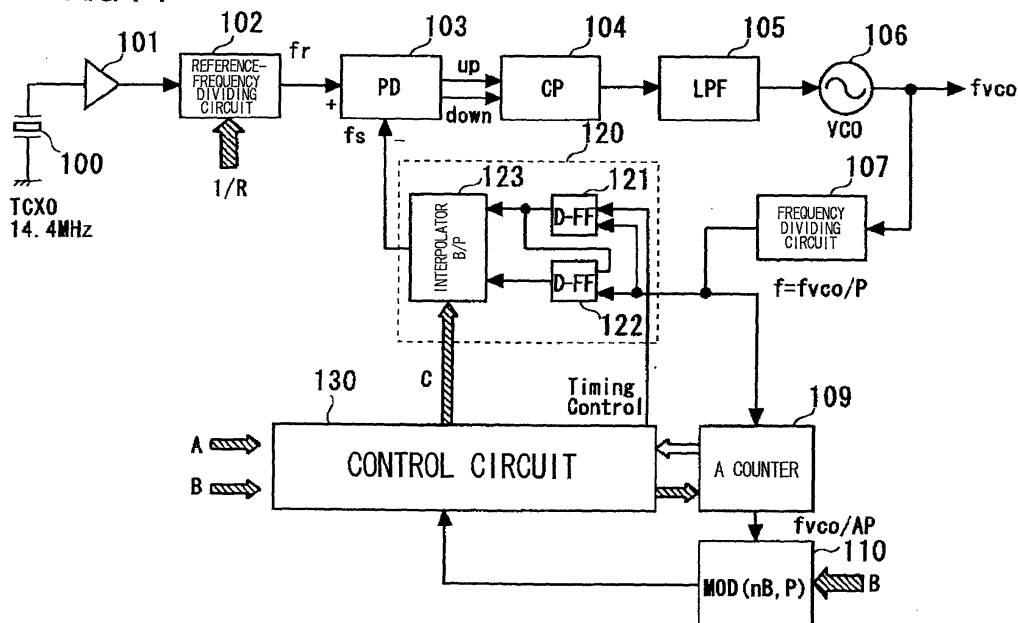 101
102
REFERENCE-
FREQUENCY
DIVIDING
CIRCUIT
fr
103
PD
+
-
fs
up
down
104
CP
105
LPF
106
VCO
fvco
100
TCXO
14.4MHz
1/R
120
123
INTERPOLATOR
B/P
121
D-FF
D-FF
122
107
FREQUENCY
DIVIDING
CIRCUIT
f=fvco/P
C
Timing
Control
130
A
B
CONTROL CIRCUIT
109
A COUNTER
fvco/AP
110
MOD(nB,P)
B